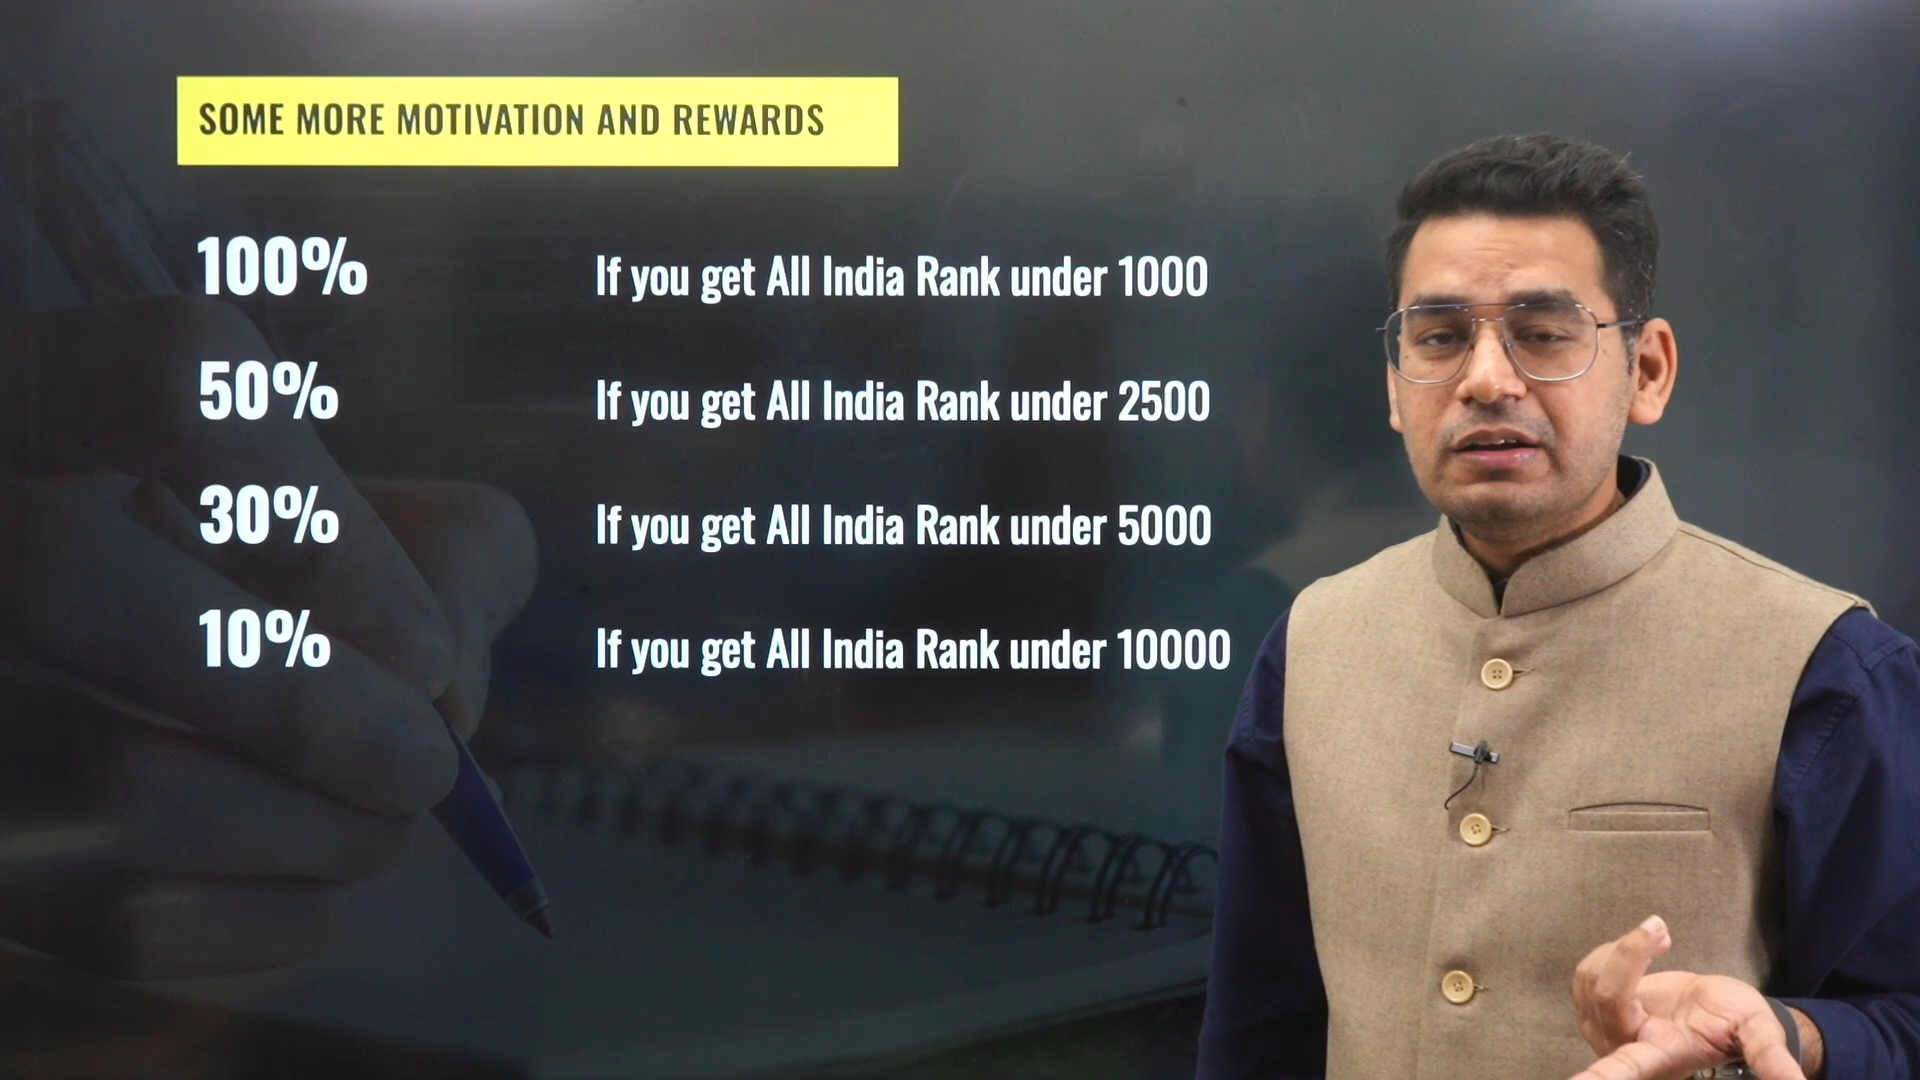 SOME MORE MOTIVATION AND REWARDS
100% If you get All India Rank under 1000
50% If you get All India Rank under 2500
30% If you get All India Rank under 5000
10% If you get All India Rank under 10000